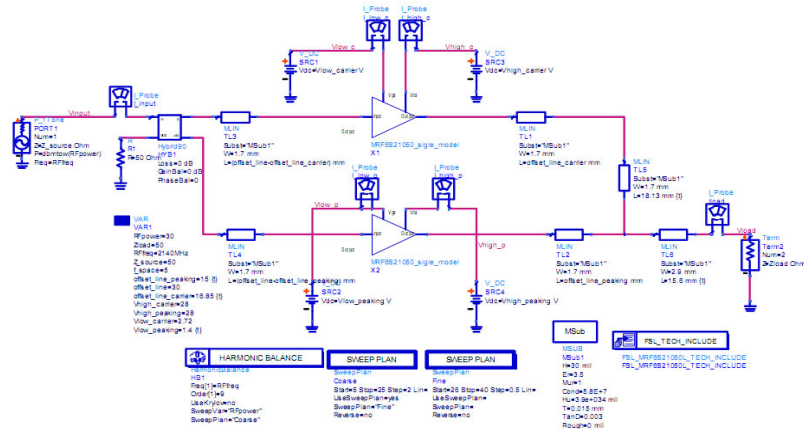 I_Probe
I_low_c
I_Probe
I_high_c
Vlow_c
Vhigh_c
V_DC
SRC1
Vdc=Vlow_carrier V
V_DC
SRC3
Vdc=Vhigh_carrier V
I_Probe
I_input
Vinput
P_1Tone
PORT1
Num=1
Z=Z_source Ohm
P=dbmtow(RFpower)
Freq=RFfreq
R
R1
R=50 Ohm
Hybrid90
HYB1
Loss=0 dB
GainBal=0 dB
PhaseBal=0
MLIN
TL3
Subst="MSub1"
W=1.7 mm
L=(offset_line-offset_line_carrier) mm
MRF6S21050_sigle_model
X1
MLIN
TL1
Subst="MSub1"
W=1.7 mm
L=offset_line_carrier mm
MLIN
TL5
Subst="MSub1"
W=1.7 mm
L=18.13 mm {t}
I_Probe
I_low_p
I_Probe
I_high_p
Vlow_p
Vhigh_p
I_Probe
Iload
Vload
Term
Term2
Num=2
Z=Zload Ohm
VAR
VAR1
RFpower=30
Zload=50
RFfreq=2140MHz
Z_source=50
f_space=5
offset_line_peaking=15 {t}
offset_line=30
offset_line_carrier=16.85 {t}
Vhigh_carrier=28
Vhigh_peaking=28
Vlow_carrier=2.72
Vlow_peaking=1.4 {t}
MLIN
TL4
Subst="MSub1"
W=1.7 mm
L=(offset_line-offset_line_peaking) mm
MRF6S21050_sigle_model
X2
MLIN
TL2
Subst="MSub1"
W=1.7 mm
L=offset_line_peaking mm
MLIN
TL6
Subst="MSub1"
W=2.9 mm
L=15.6 mm {t}
V_DC
SRC2
Vdc=Vlow_peaking V
V_DC
SRC4
Vdc=Vhigh_peaking V
HARMONIC BALANCE
HarmonicBalance
HB1
Freq[1]=RFfreq
Order[1]=9
UseKrylov=no
SweepVar="RFpower"
SweepPlan="Coarse"
SWEEP PLAN
SweepPlan
Coarse
Start=5 Stop=25 Step=2 Lin=
UseSweepPlan=yes
SweepPlan="Fine"
Reverse=no
SWEEP PLAN
SweepPlan
Fine
Start=26 Stop=40 Step=0.5 Lin=
UseSweepPlan=
SweepPlan=
Reverse=no
MSub
MSUB
MSub1
H=30 mil
Er=3.5
Mur=1
Cond=5.8E+7
Hu=3.9e+034 mil
T=0.015 mm
TanD=0.003
Rough=0 mil
FSL_TECH_INCLUDE
FSL_MRF6S21050L_TECH_INCLUDE
FSL_MRF6S21050L_TECH_INCLUDE